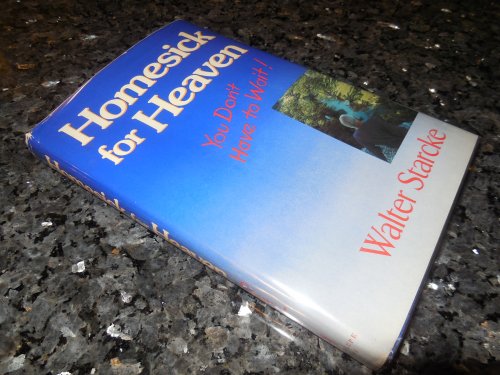 Homesick
for Heaven
You Don't
Have to Wait!
Walter Starcke